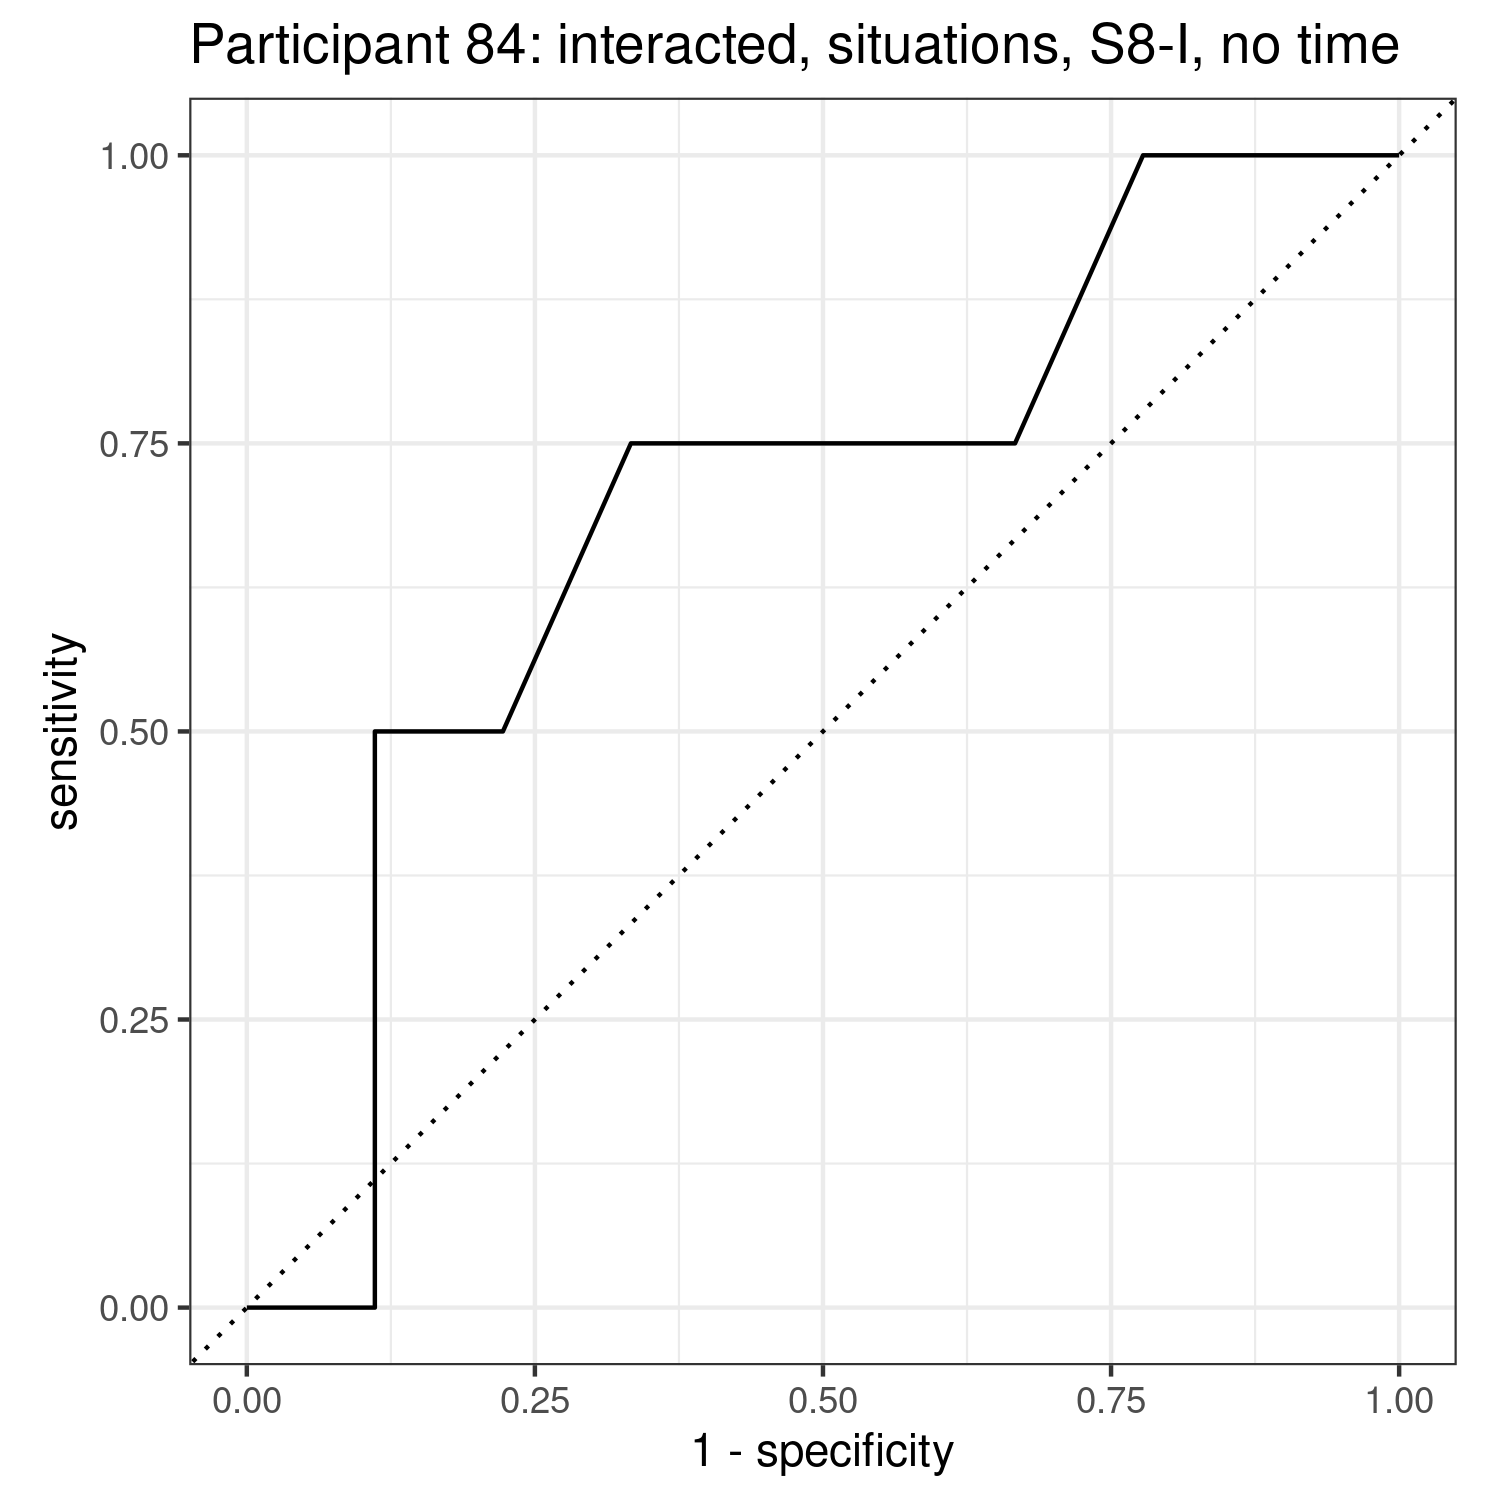 Participant 84: interacted, situations, S8-I, no time
1.00
0.75
0.50
0.25
0.00
sensitivity
0.00 0.25 0.50 0.75 1.00
1 - specificity